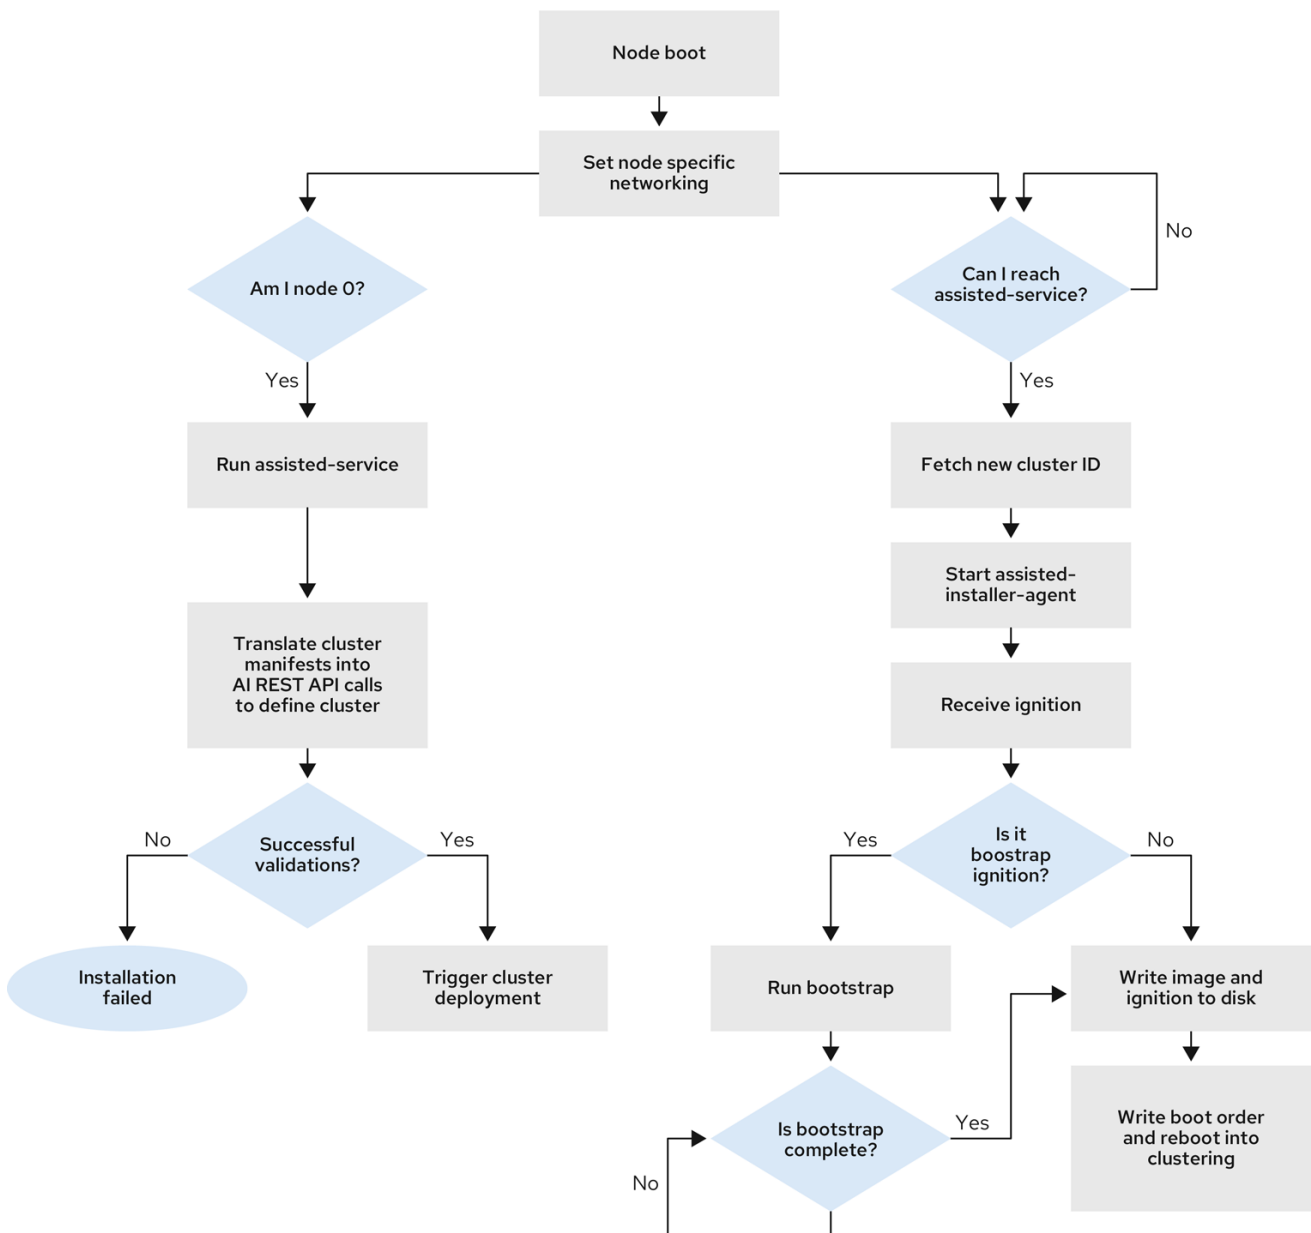 Node boot
Set node specific
networking
No
Am I node 0?
Can I reach
assisted-service?
Yes
Yes
Run assisted-service
Fetch new cluster ID
Start assisted-
installer-agent
Translate cluster
manifests into
AI REST API calls
to define cluster
Receive ignition
No
Successful
validations?
Yes
Yes
Is it
boostrap
ignition?
No
Installation
failed
Trigger cluster
deployment
Run bootstrap
Write image and
ignition to disk
Is bootstrap
complete?
Yes
No
Write boot order
and reboot into
clustering